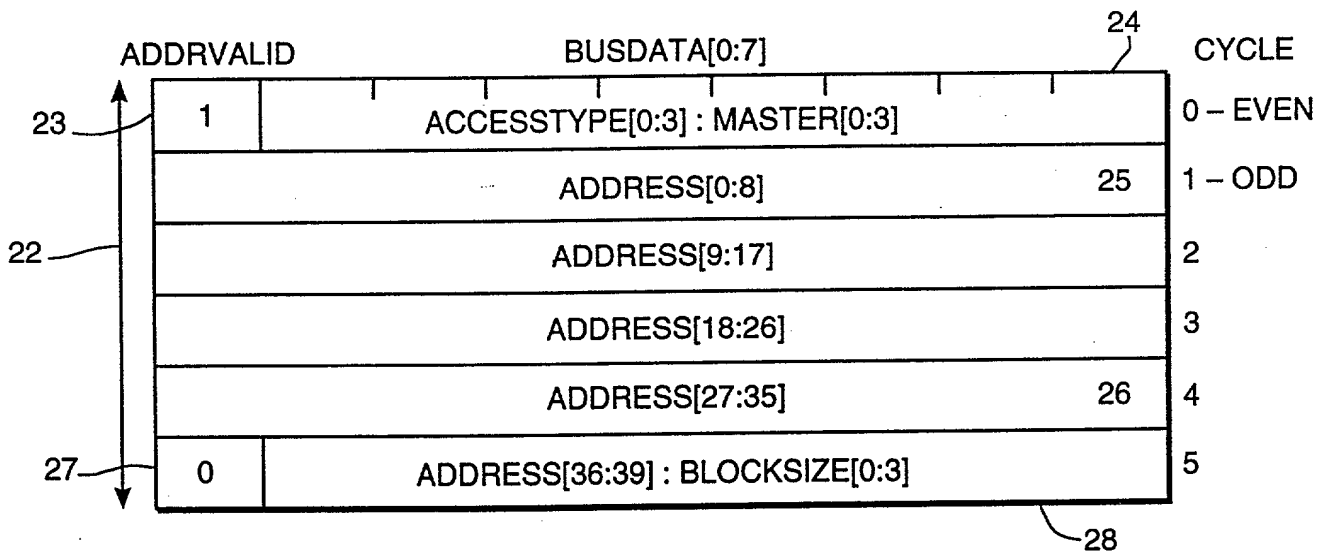 24
ADDRVALID BUSDATA[0:7] CYCLE
23 1 ACCESSTYPE[0:3] : MASTER[0:3] 0 – EVEN
ADDRESS[0:8] 25 1 – ODD
22 ADDRESS[9:17] 2
ADDRESS[18:26] 3
ADDRESS[27:35] 26 4
27 0 ADDRESS[36:39] : BLOCKSIZE[0:3] 5
28